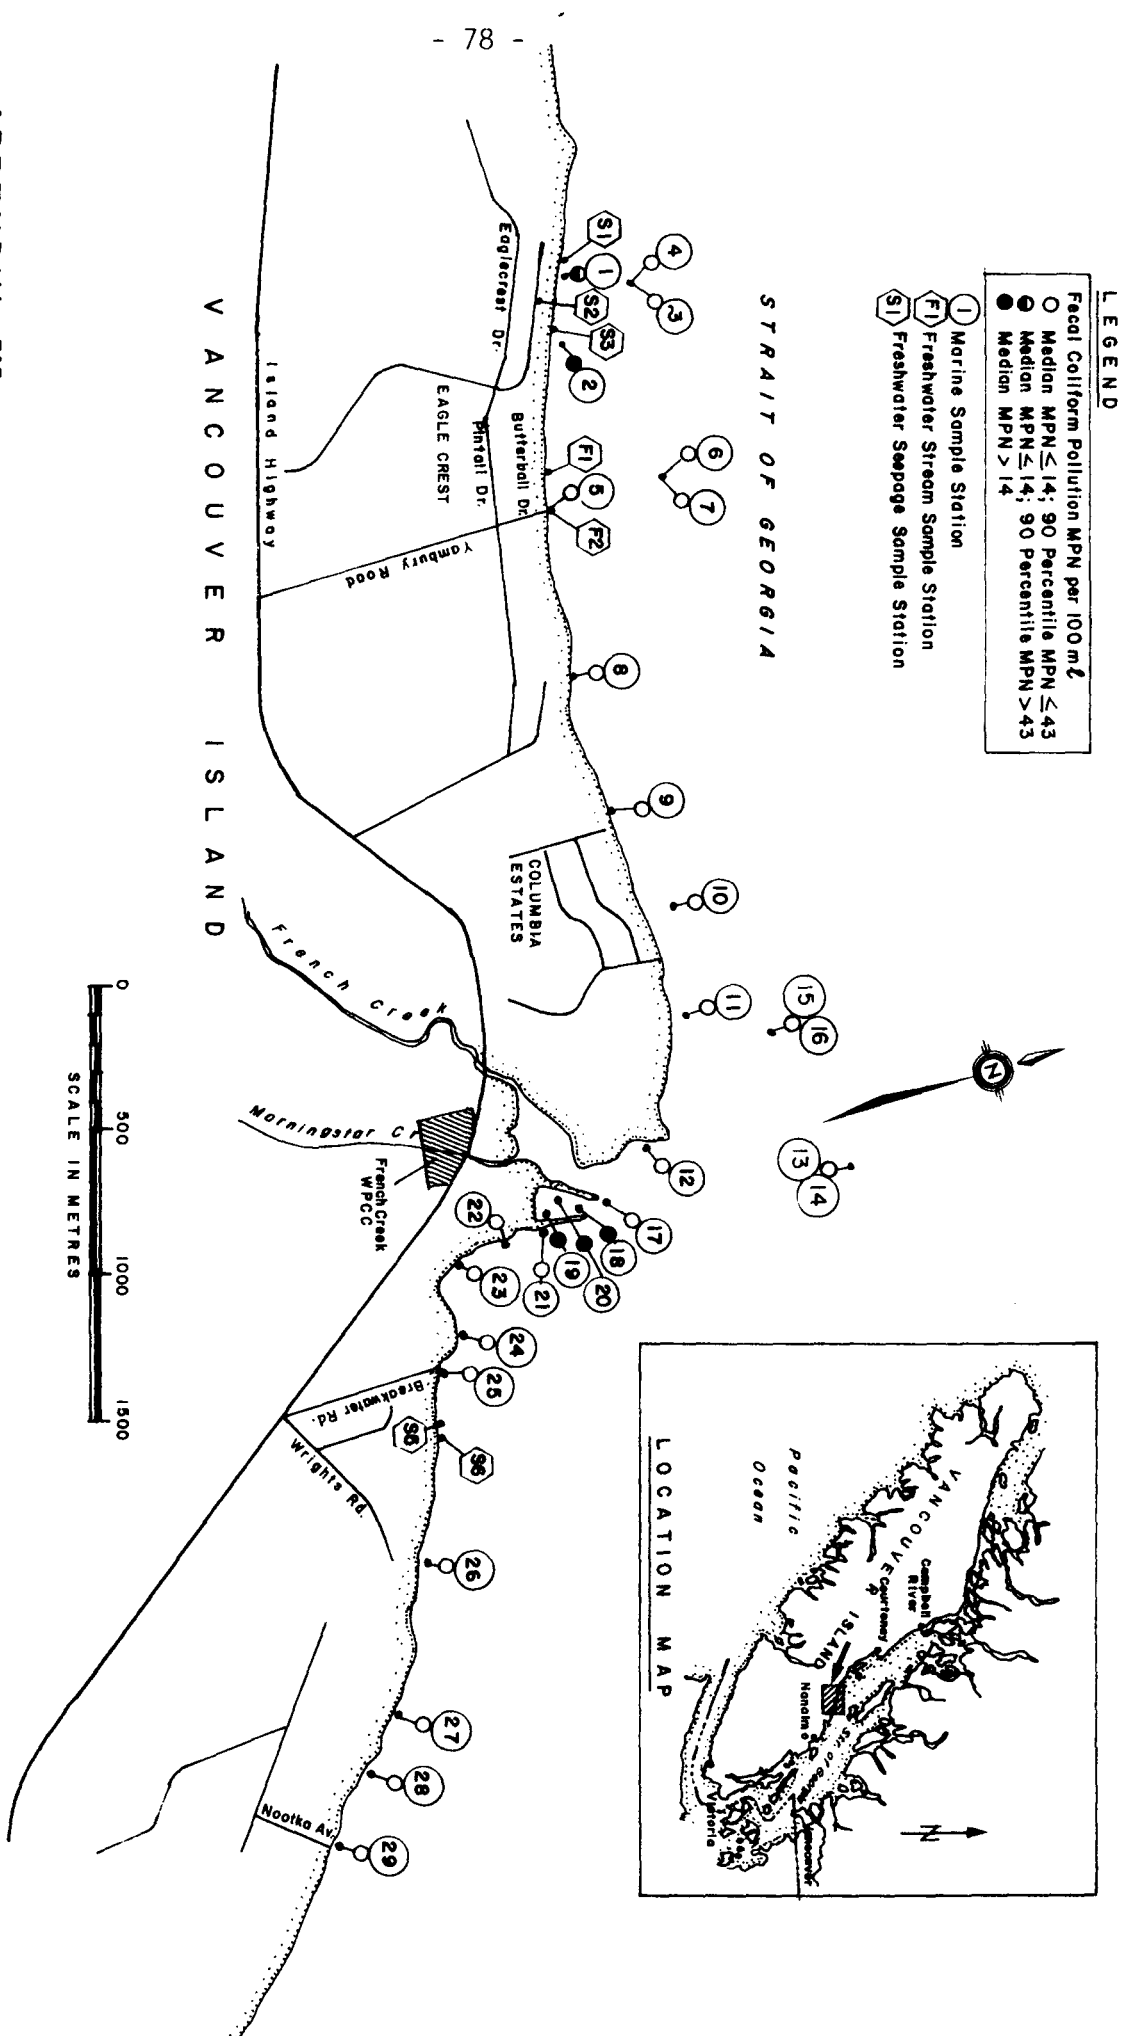 - 78 -
LEGEND
Fecal Coliform Pollution MPN per 100 mℓ
Median MPN ≤ 14; 90 Percentile MPN ≤ 43
Median MPN ≤ 14; 90 Percentile MPN > 43
Median MPN > 14
1 Marine Sample Station
F1 Freshwater Stream Sample Station
S1 Freshwater Seepage Sample Station
STRAIT OF GEORGIA
4
3
S1
1
S2
S3
2
6
7
F1
5
F2
8
9
10
11
15
16
13
14
12
17
18
20
19
21
22
23
24
25
S6
S6
26
27
28
29
N
Eaglecrest Dr.
Butterball Dr.
Pintail Dr.
EAGLE CREST
Yambury Road
Island Highway
VANCOUVER ISLAND
COLUMBIA
ESTATES
French Creek
Morningstar Cr
French Creek
WPCC
Breakwater Rd.
Wrights Rd.
Nootka Av.
0
500
1000
1500
SCALE IN METRES
VANCOUVE
ISLAND
Campbell
River
Courtenay
Nanaimo
Str of Georgia
Vancouver
Victoria
Pacific
Ocean
N
LOCATION MAP